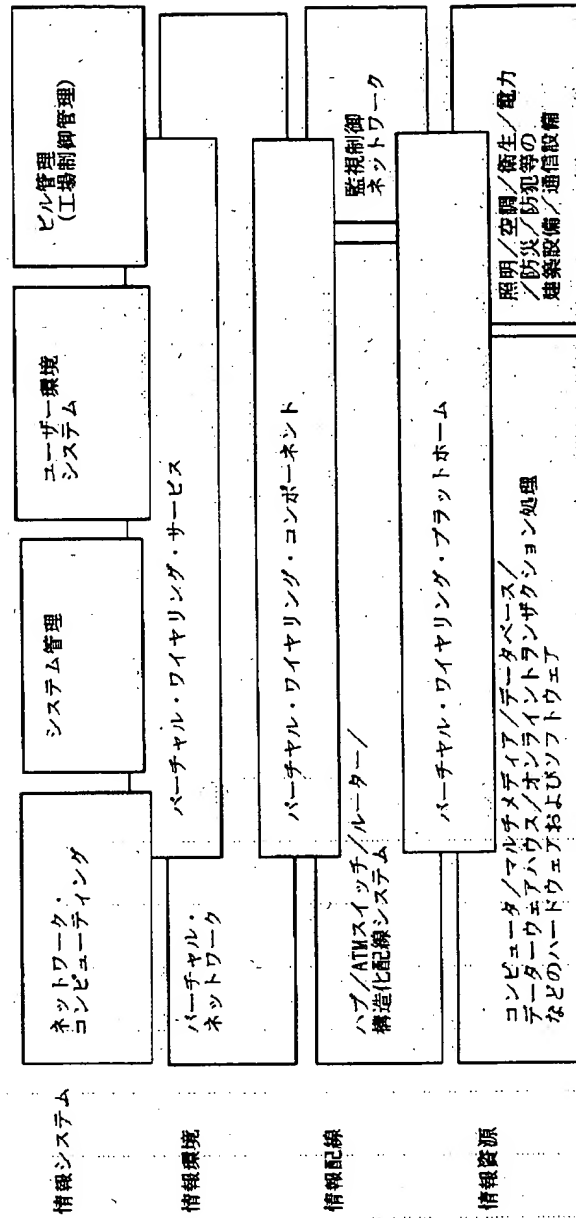 情報システム
ネットワーク・
コンピューティング
システム管理
ユーザー環境
システム
ビル管理
(工場制御管理)
バーチャル・ワイヤリング・サービス
情報環境
バーチャル・
ネットワーク
バーチャル・ワイヤリング・コンポーネント
情報配線
ハブ/ATMスイッチ/ルーター/
構造化配線システム
監視制御
ネットワーク
バーチャル・ワイヤリング・プラットホーム
情報資源
コンピュータ/マルチメディア/データベース/
データーウェアハウス/オンライントランザクション処理
などのハードウェアおよびソフトウェア
照明/空調/衛生/電力
/防災/防犯等の
建築設備/通信設備